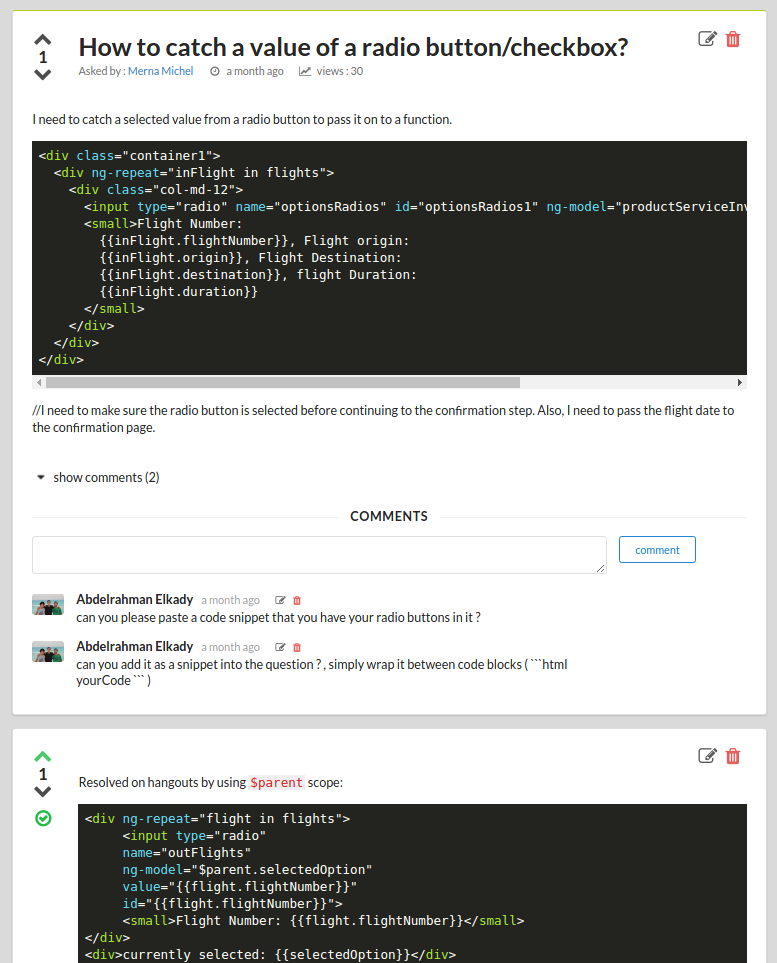 How to catch a value of a radio button/checkbox?
1
Asked by : Merna Michel a month ago views : 30
I need to catch a selected value from a radio button to pass it on to a function.
<div class="container1">
<div ng-repeat="inFlight in flights">
<div class="col-md-12">
<input type="radio" name="optionsRadios" id="optionsRadios1" ng-model="productServiceInv
<small>Flight Number:
{{inFlight.flightNumber}}, Flight origin:
{{inFlight.origin}}, Flight Destination:
{{inFlight.destination}}, flight Duration:
{{inFlight.duration}}
</small>
</div>
</div>
</div>
//I need to make sure the radio button is selected before continuing to the confirmation step. Also, I need to pass the flight date to
the confirmation page.
show comments (2)
COMMENTS
comment
Abdelrahman Elkady a month ago
can you please paste a code snippet that you have your radio buttons in it ?
Abdelrahman Elkady a month ago
can you add it as a snippet into the question ? , simply wrap it between code blocks ( ```html
yourCode ``` )
1
Resolved on hangouts by using $parent scope:
<div ng-repeat="flight in flights">
<input type="radio"
name="outFlights"
ng-model="$parent.selectedOption"
value="{{flight.flightNumber}}"
id="{{flight.flightNumber}}">
<small>Flight Number: {{flight.flightNumber}}</small>
</div>
<div>currently selected: {{selectedOption}}</div>